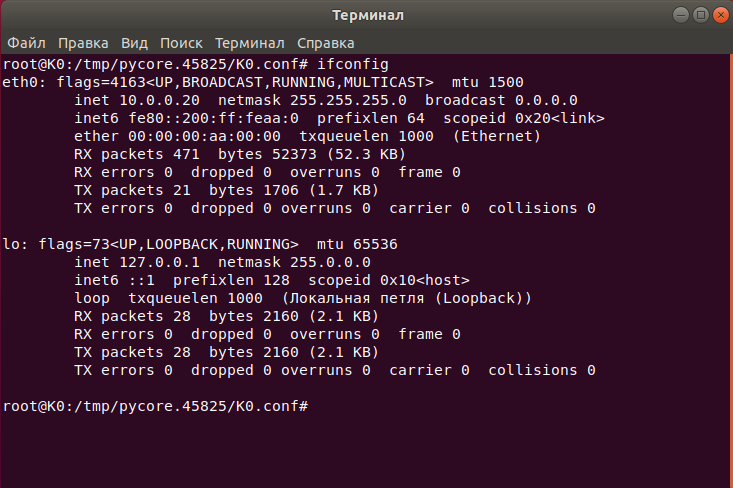 Терминал
Файл Правка Вид Поиск Терминал Справка
root@K0:/tmp/pycore.45825/K0.conf# ifconfig
eth0: flags=4163<UP,BROADCAST,RUNNING,MULTICAST>  mtu 1500
        inet 10.0.0.20  netmask 255.255.255.0  broadcast 0.0.0.0
        inet6 fe80::200:ff:feaa:0  prefixlen 64  scopeid 0x20<link>
        ether 00:00:00:aa:00:00  txqueuelen 1000  (Ethernet)
        RX packets 471  bytes 52373 (52.3 KB)
        RX errors 0  dropped 0  overruns 0  frame 0
        TX packets 21  bytes 1706 (1.7 KB)
        TX errors 0  dropped 0 overruns 0  carrier 0  collisions 0

lo: flags=73<UP,LOOPBACK,RUNNING>  mtu 65536
        inet 127.0.0.1  netmask 255.0.0.0
        inet6 ::1  prefixlen 128  scopeid 0x10<host>
        loop  txqueuelen 1000  (Локальная петля (Loopback))
        RX packets 28  bytes 2160 (2.1 KB)
        RX errors 0  dropped 0  overruns 0  frame 0
        TX packets 28  bytes 2160 (2.1 KB)
        TX errors 0  dropped 0 overruns 0  carrier 0  collisions 0

root@K0:/tmp/pycore.45825/K0.conf#